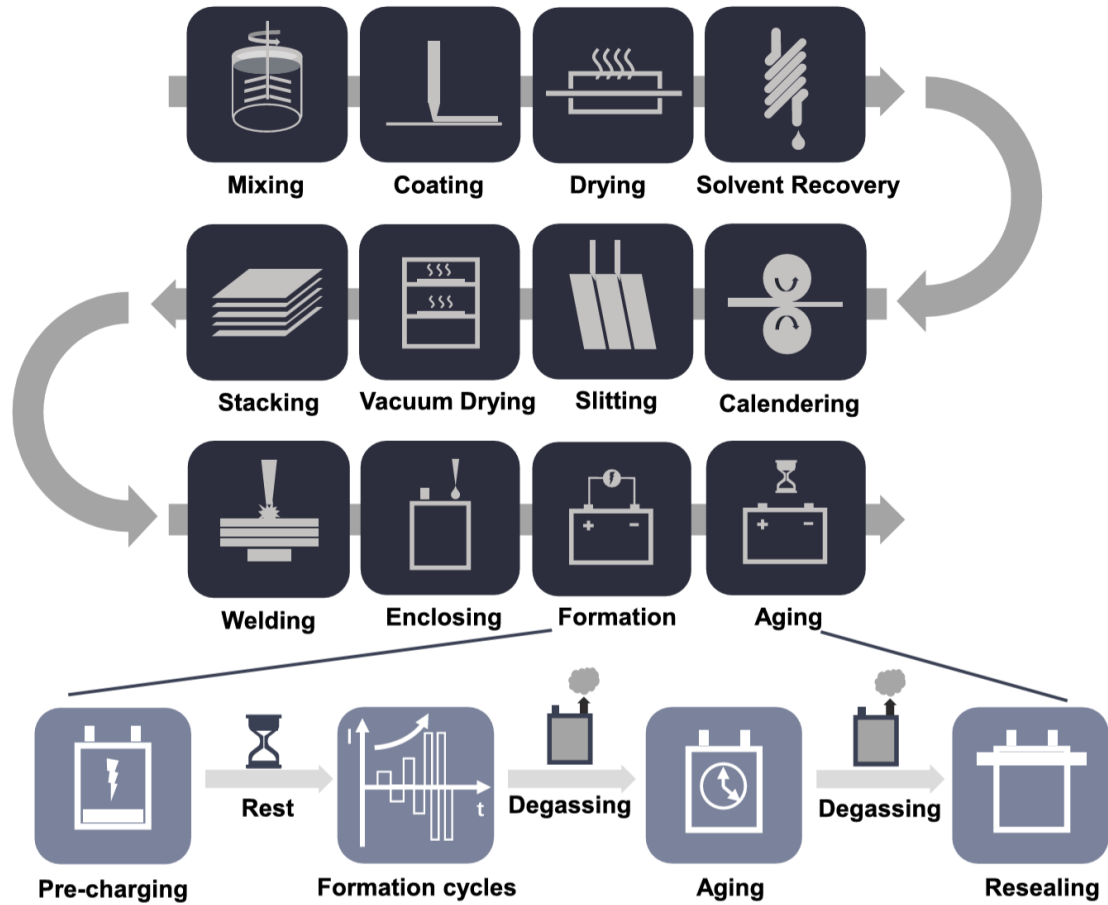 Mixing
Coating
Drying
Solvent Recovery
Stacking
Vacuum Drying
Slitting
Calendering
+ −
+ −
Welding
Enclosing
Formation
Aging
I
t
Rest
Degassing
Degassing
Pre-charging
Formation cycles
Aging
Resealing